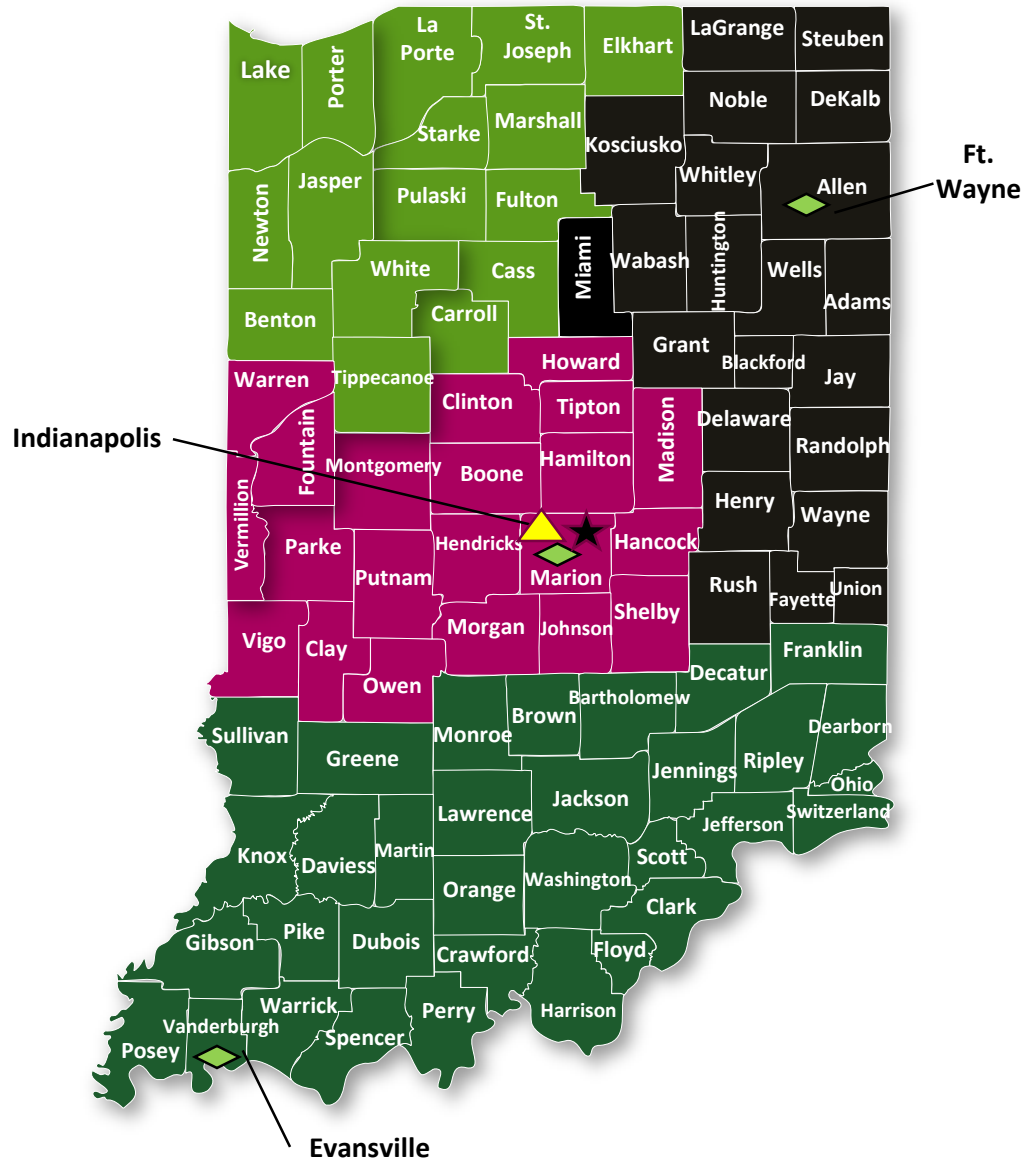 LaGrange
Steuben
La
Porte
St.
Joseph
Elkhart
Lake
Porter
Noble
DeKalb
Starke
Marshall
Kosciusko
Ft.
Wayne
Whitley
Allen
Jasper
Pulaski
Fulton
Newton
Miami
Wabash
Huntington
Wells
White
Cass
Adams
Benton
Carroll
Grant
Blackford
Jay
Howard
Warren
Tippecanoe
Clinton
Tipton
Madison
Delaware
Indianapolis
Fountain
Montgomery
Boone
Hamilton
Randolph
Henry
Wayne
Vermillion
Parke
Hendricks
Hancock
Putnam
Marion
Rush
Fayette
Union
Vigo
Clay
Morgan
Johnson
Shelby
Franklin
Owen
Decatur
Bartholomew
Brown
Sullivan
Monroe
Dearborn
Greene
Jennings
Ripley
Ohio
Jackson
Lawrence
Switzerland
Jefferson
Knox
Daviess
Martin
Scott
Orange
Washington
Clark
Gibson
Pike
Dubois
Crawford
Floyd
Warrick
Perry
Harrison
Vanderburgh
Posey
Spencer
Evansville